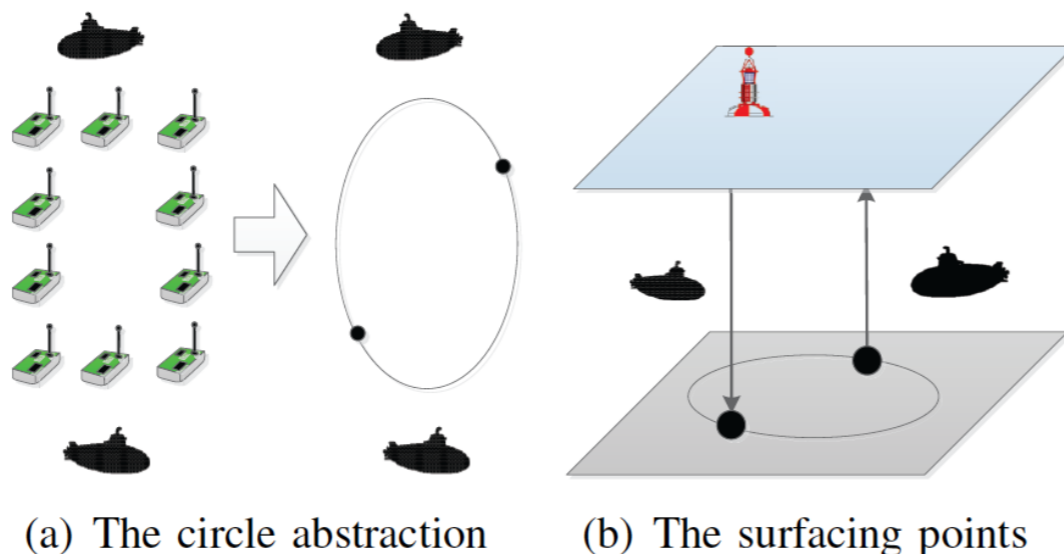 (a) The circle abstraction
(b) The surfacing points